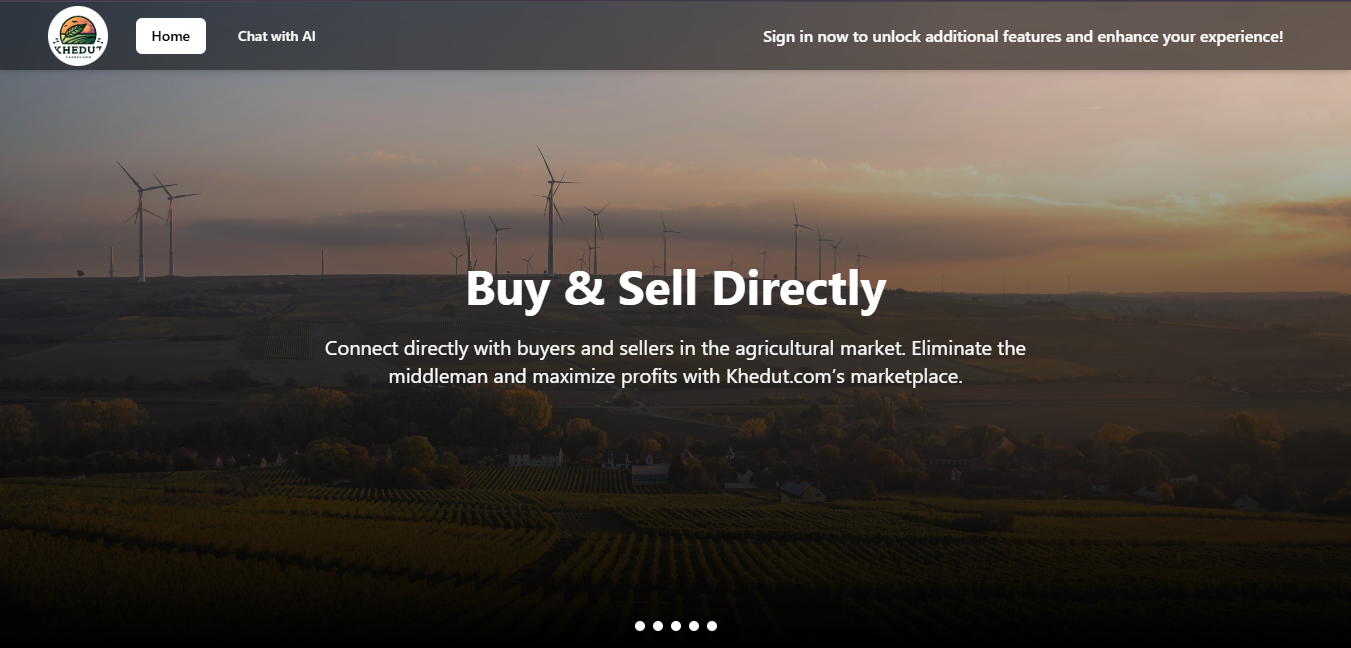 KHEDUT
Home
Chat with AI
Sign in now to unlock additional features and enhance your experience!
Buy & Sell Directly
Connect directly with buyers and sellers in the agricultural market. Eliminate the
middleman and maximize profits with Khedut.com’s marketplace.